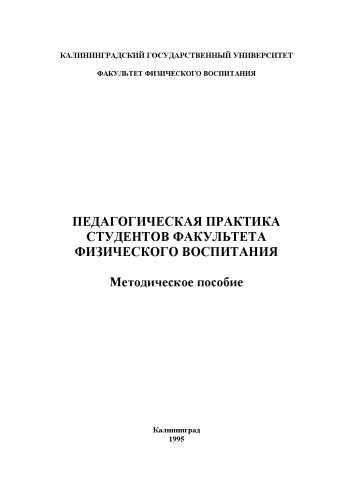 КАЛИНИНГРАДСКИЙ ГОСУДАРСТВЕННЫЙ УНИВЕРСИТЕТ
ФАКУЛЬТЕТ ФИЗИЧЕСКОГО ВОСПИТАНИЯ
ПЕДАГОГИЧЕСКАЯ ПРАКТИКА
СТУДЕНТОВ ФАКУЛЬТЕТА
ФИЗИЧЕСКОГО ВОСПИТАНИЯ
Методическое пособие
Калининград
1995